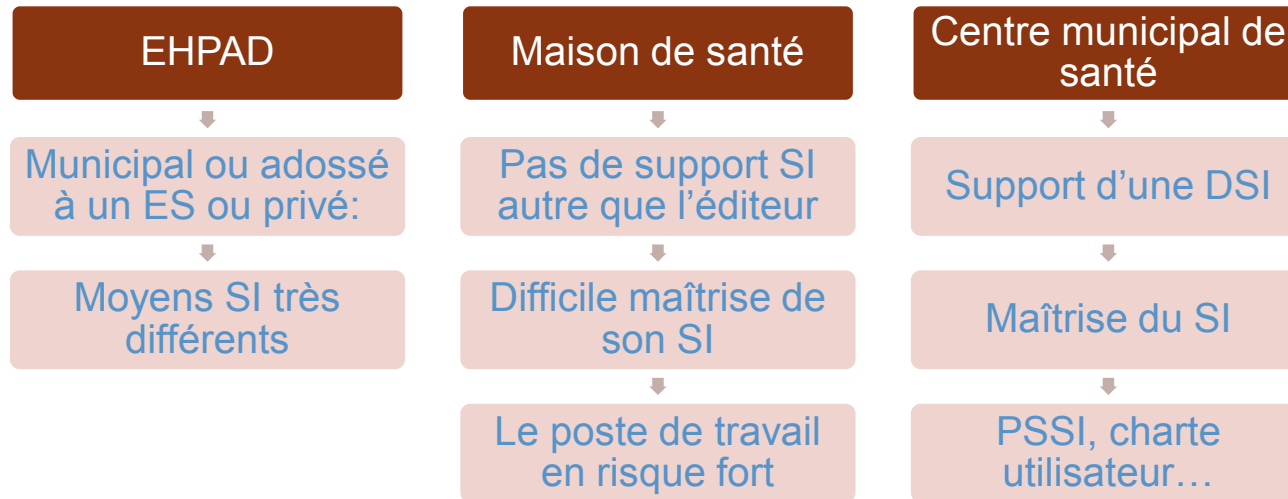 EHPAD
Municipal ou adossé
à un ES ou privé:
Moyens SI très
différents
Maison de santé
Pas de support SI
autre que l’éditeur
Difficile maîtrise de
son SI
Le poste de travail
en risque fort
Centre municipal de
santé
Support d’une DSI
Maîtrise du SI
PSSI, charte
utilisateur…